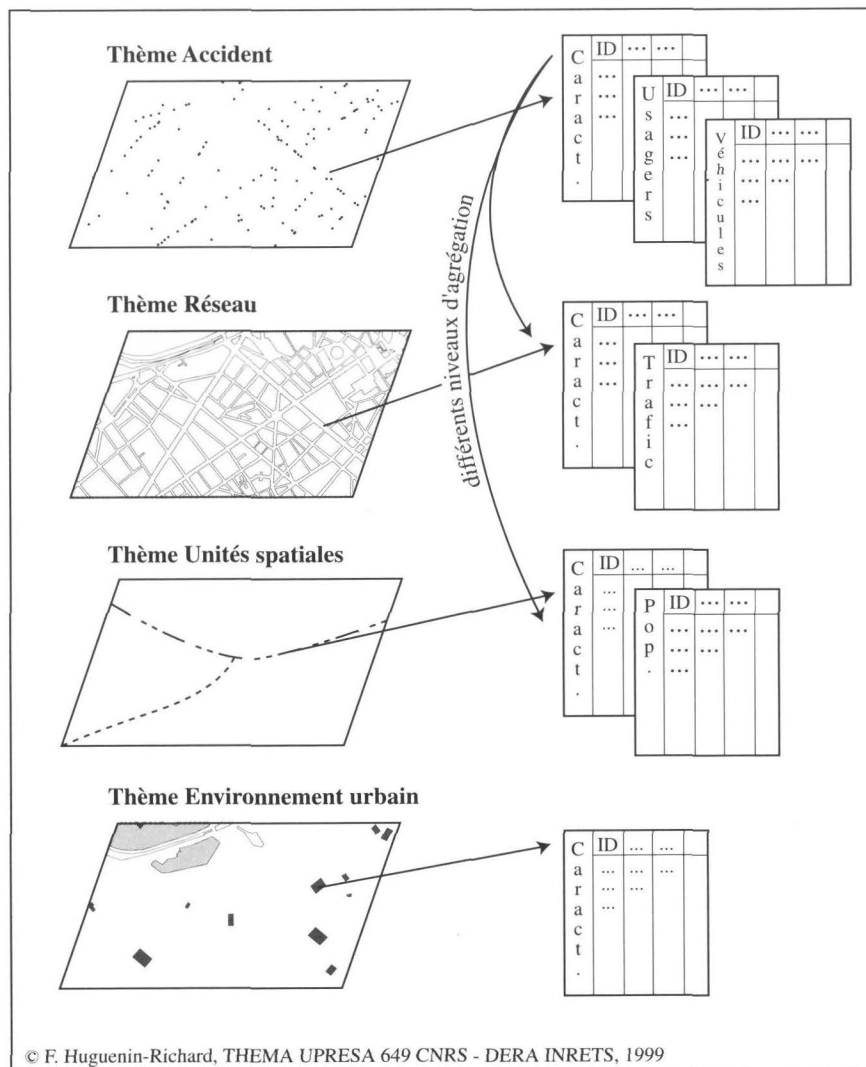 Thème Accident
Caract.
ID ... ...
...
...
...
Usagers
ID ... ...
...
...
...
Véhicules
ID ... ...
... ... ...
... ...
...
différents niveaux d'agrégation
Thème Réseau
Caract.
ID ... ...
...
...
...
Trafic
ID ... ...
... ... ...
... ...
...
Thème Unités spatiales
Caract.
ID ... ...
...
...
...
Pop.
ID ... ...
... ... ...
... ...
...
Thème Environnement urbain
Caract.
ID ... ...
... ... ...
... ...
...
© F. Huguenin-Richard, THEMA UPRESA 649 CNRS - DERA INRETS, 1999